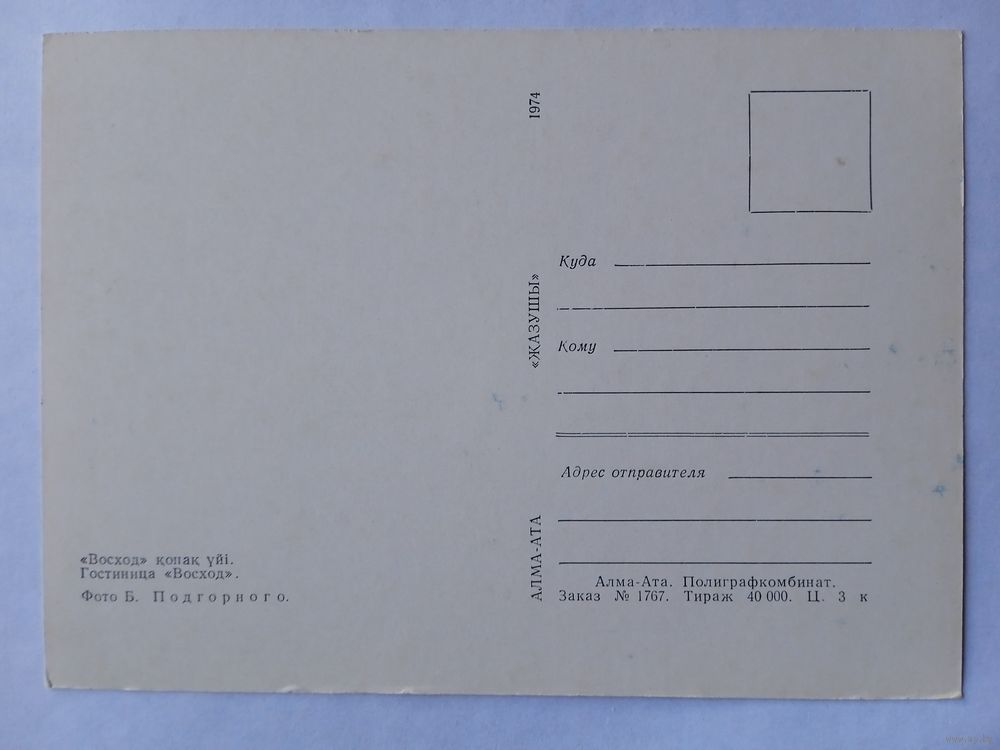 «Восход» қонақ үйі.
Гостиница «Восход».
Фото Б. Подгорного.
АЛМА-АТА «ЖАЗУШЫ» 1974
Куда
Кому
Адрес отправителя
Алма-Ата. Полиграфкомбинат.
Заказ № 1767. Тираж 40 000. Ц. 3 к